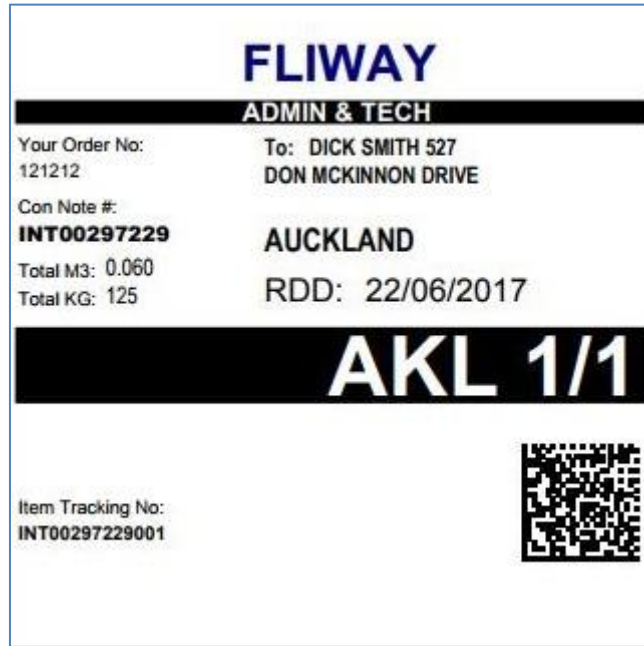 FLIWAY
ADMIN & TECH
Your Order No:
121212
Con Note #:
INT00297229
Total M3: 0.060
Total KG: 125
To: DICK SMITH 527
DON MCKINNON DRIVE
AUCKLAND
RDD: 22/06/2017
AKL 1/1
Item Tracking No:
INT00297229001